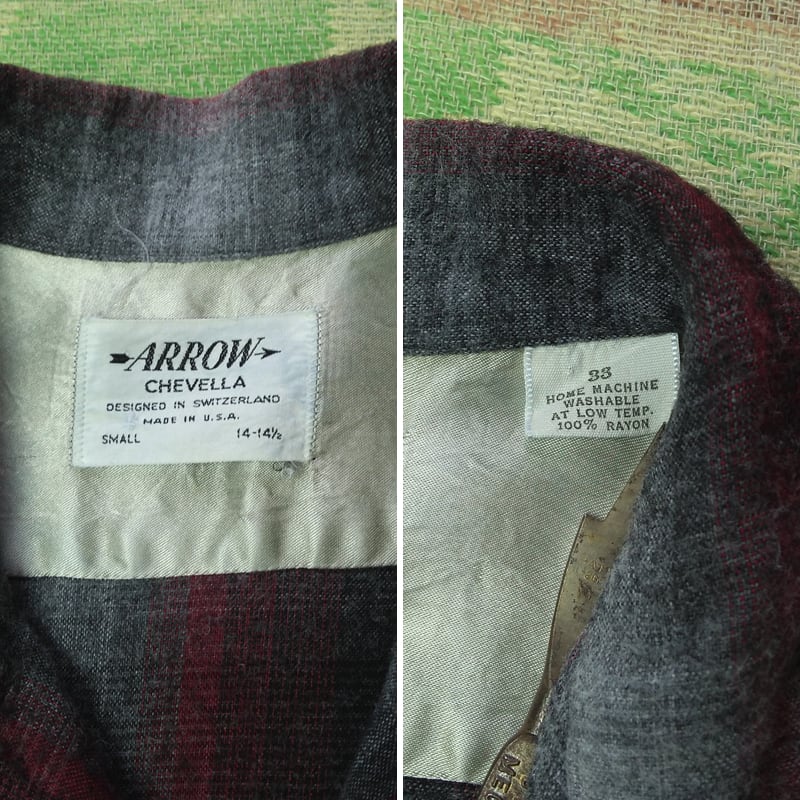 ARROW
CHEVELLA
DESIGNED IN SWITZERLAND
MADE IN U.S.A.
SMALL 14-14½
33
HOME MACHINE
WASHABLE
AT LOW TEMP.
100% RAYON